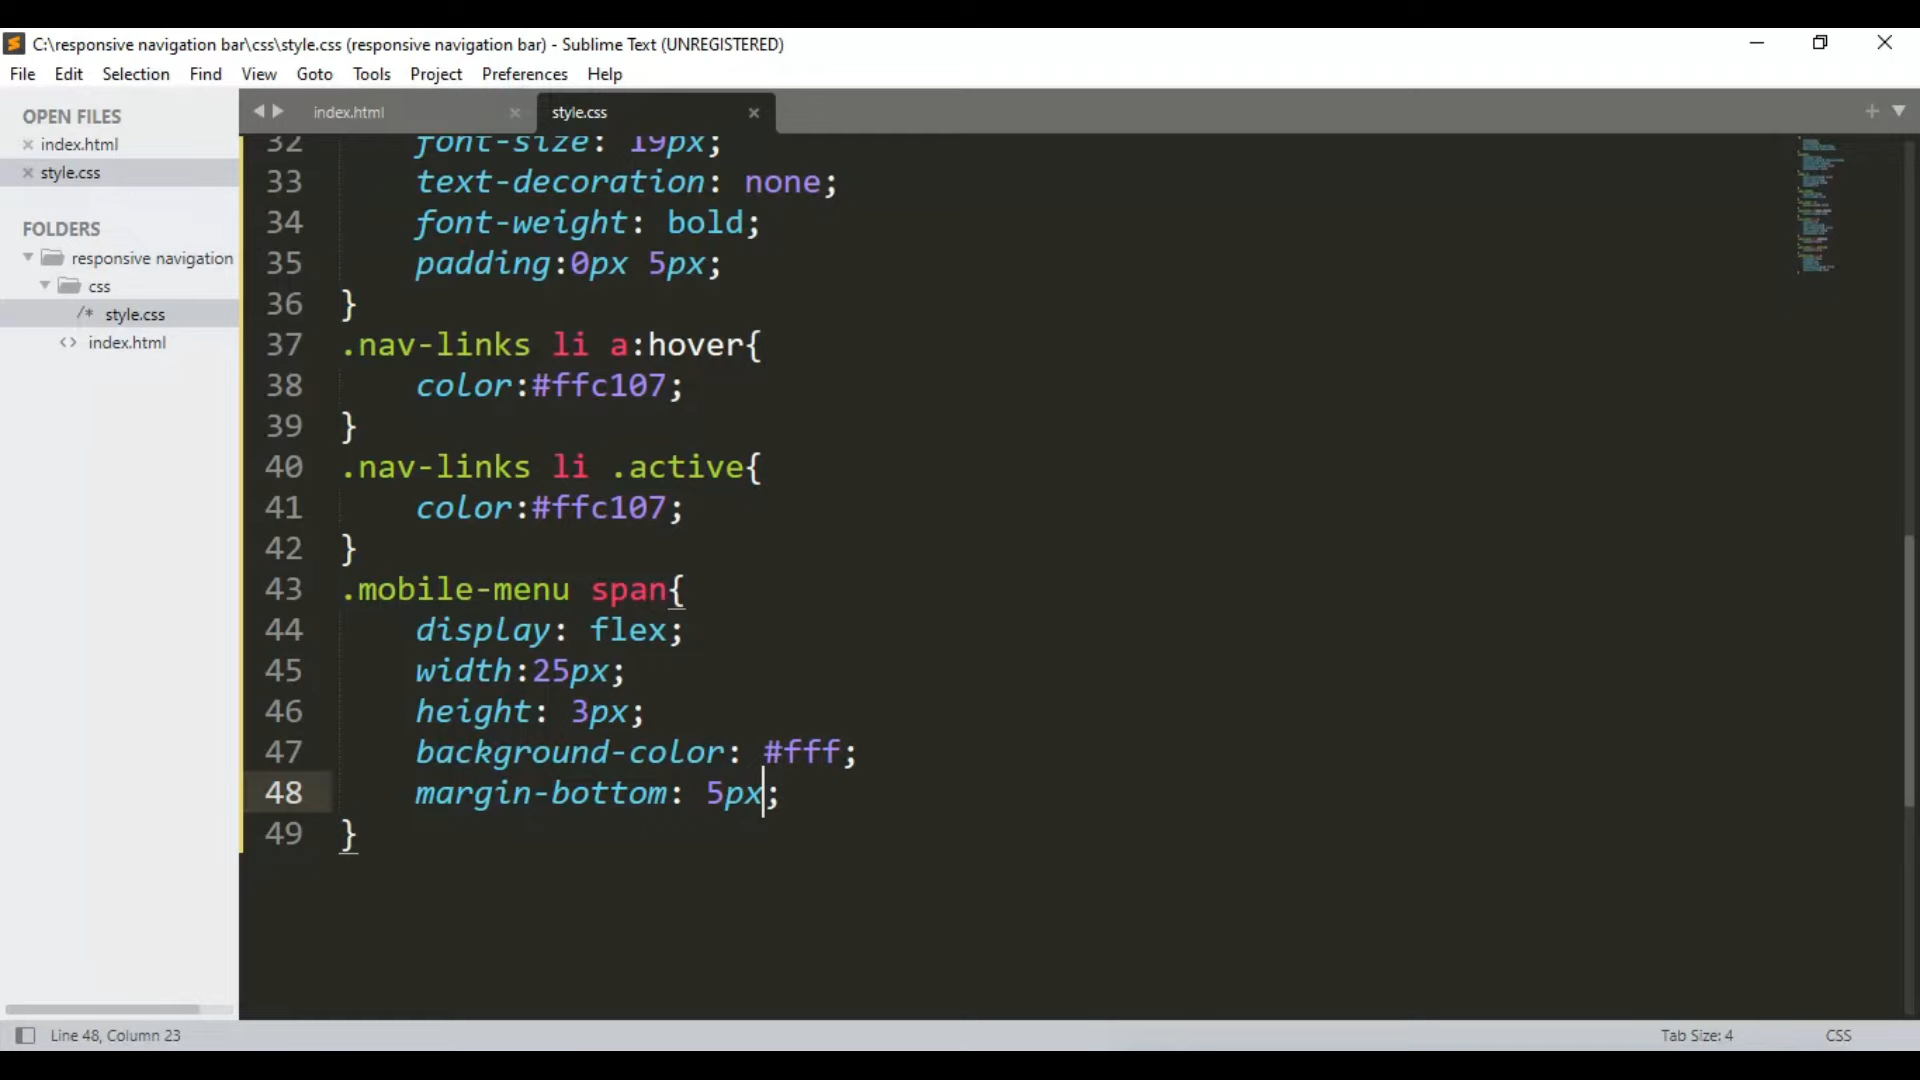 C:\responsive navigation bar\css\style.css (responsive navigation bar) - Sublime Text (UNREGISTERED)
File Edit Selection Find View Goto Tools Project Preferences Help
OPEN FILES
index.html
style.css
FOLDERS
responsive navigation
css
/* style.css
<> index.html
index.html style.css
32 font-size: 19px;
33 text-decoration: none;
34 font-weight: bold;
35 padding:0px 5px;
36 }
37 .nav-links li a:hover{
38 color:#ffc107;
39 }
40 .nav-links li .active{
41 color:#ffc107;
42 }
43 .mobile-menu span{
44 display: flex;
45 width:25px;
46 height: 3px;
47 background-color: #fff;
48 margin-bottom: 5px;
49 }
Line 48, Column 23 Tab Size: 4 CSS